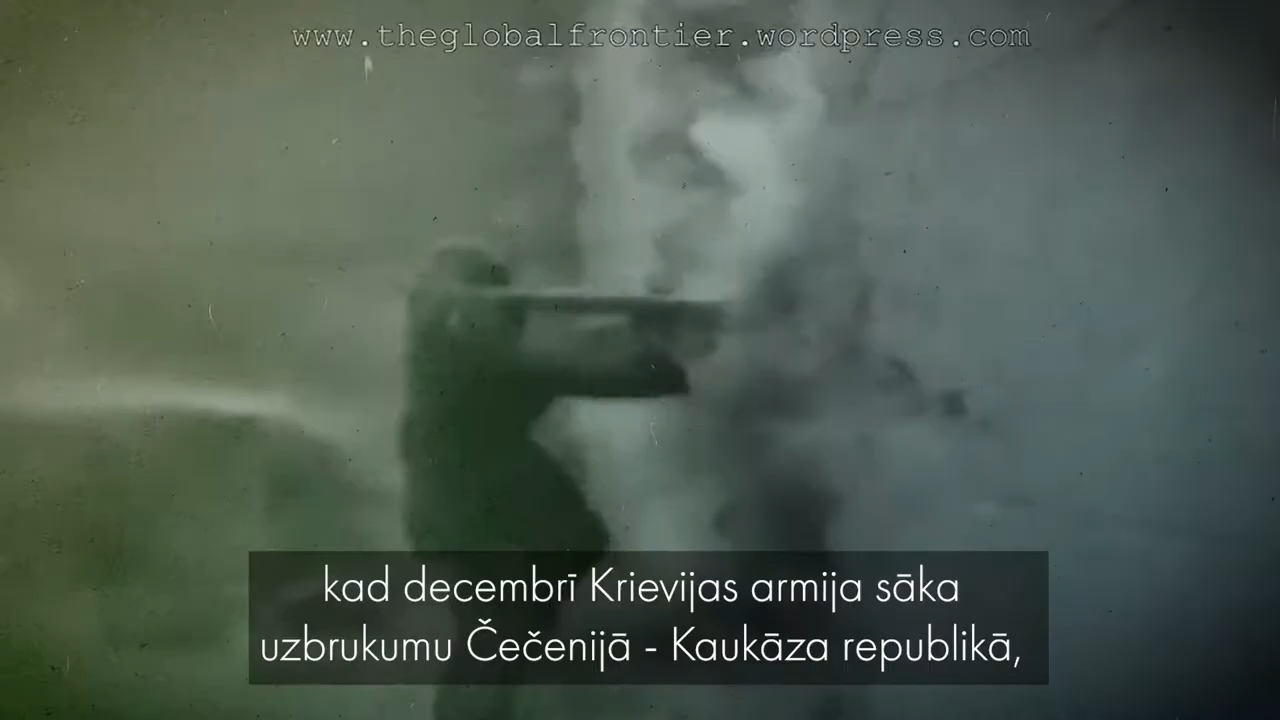 www.theglobalfrontier.wordpress.com
kad decembrī Krievijas armija sāka
uzbrukumu Čečenijā - Kaukāza republikā,